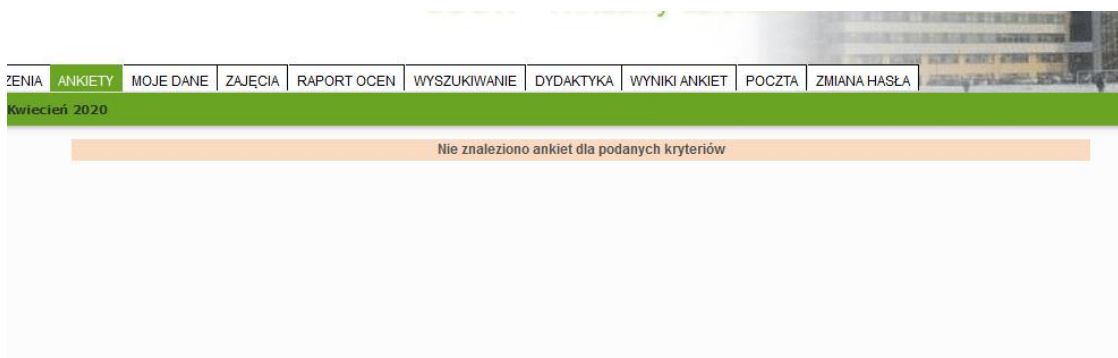 ZENIA ANKIETY MOJE DANE ZAJĘCIA RAPORT OCEN WYSZUKIWANIE DYDAKTYKA WYNIKI ANKIET POCZTA ZMIANA HASŁA
Kwiecień 2020
Nie znaleziono ankiet dla podanych kryteriów